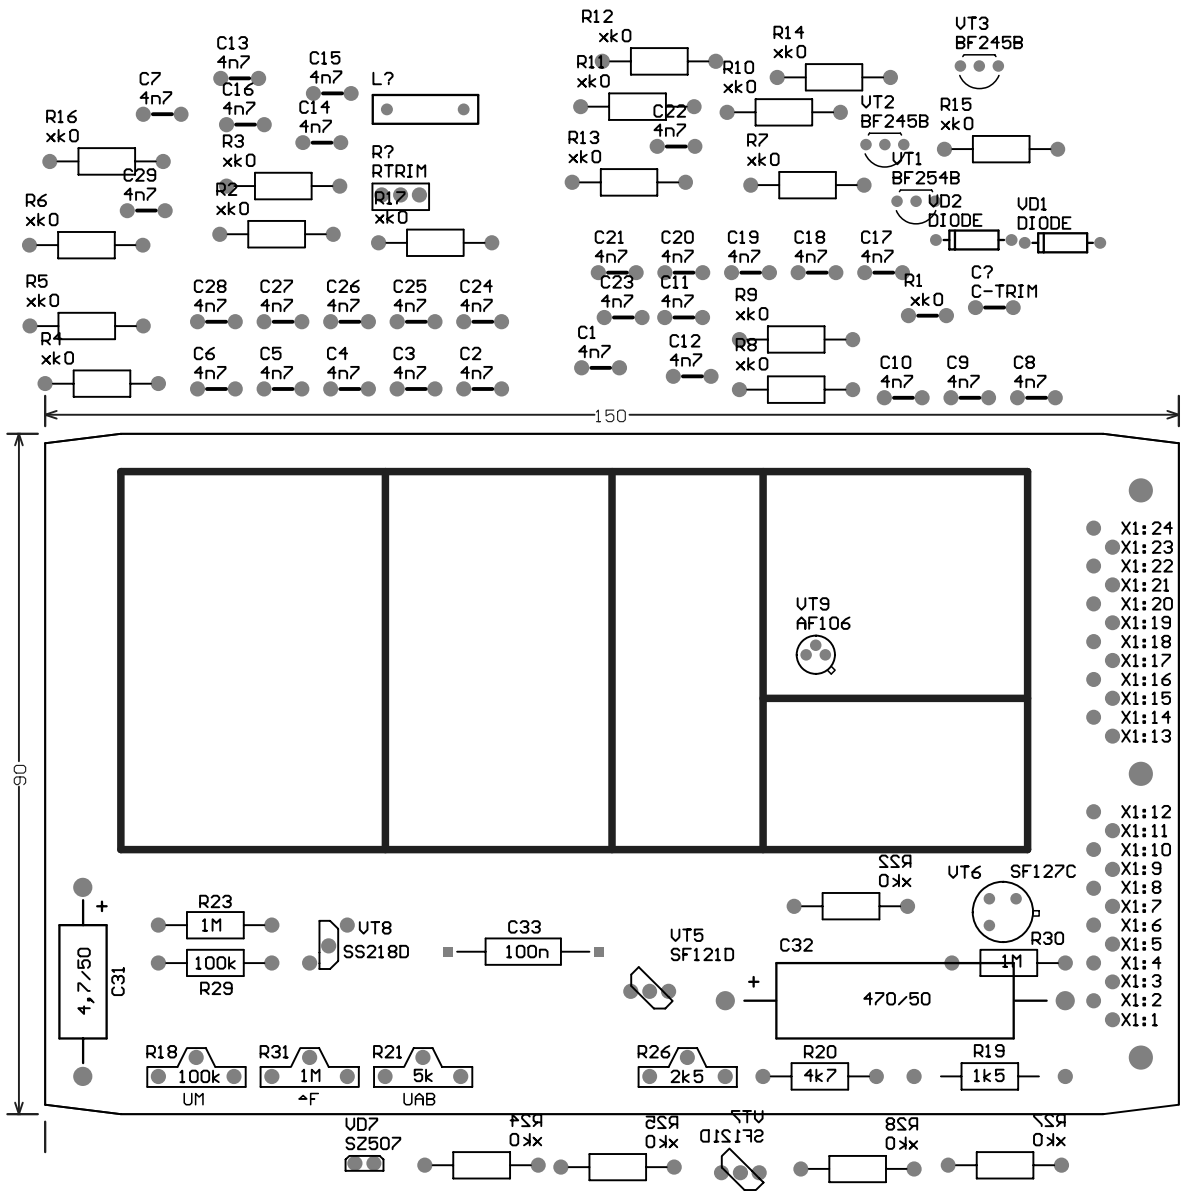 R12
xk0
VT3
BF245B
R14
xk0
C13
4n7
C15
4n7
R11
xk0
R10
xk0
L?
C7
4n7
C16
4n7
C14
4n7
C22
4n7
VT2
BF245B
R15
xk0
R16
xk0
R3
xk0
R?
RTRIM
R13
xk0
R7
xk0
VT1
BF254B
C29
4n7
R2
xk0
R17
xk0
VD2
DIODE
VD1
DIODE
R6
xk0
C21
4n7
C20
4n7
C19
4n7
C18
4n7
C17
4n7
C?
C-TRIM
R5
xk0
C28
4n7
C27
4n7
C26
4n7
C25
4n7
C24
4n7
C23
4n7
C11
4n7
R9
xk0
R1
xk0
R4
xk0
C6
4n7
C5
4n7
C4
4n7
C3
4n7
C2
4n7
C1
4n7
C12
4n7
R8
xk0
C10
4n7
C9
4n7
C8
4n7
150
90
X1:24
X1:23
X1:22
X1:21
X1:20
X1:19
X1:18
X1:17
X1:16
X1:15
X1:14
X1:13
VT9
AF106
X1:12
X1:11
X1:10
X1:9
X1:8
X1:7
X1:6
X1:5
X1:4
X1:3
X1:2
X1:1
R22
xk0
VT6
SF127C
+
4,7/50
C31
R23
1M
100k
R29
VT8
SS218D
C33
100n
VT5
SF121D
C32
+
470/50
R30
1M
R18
100k
UM
R31
1M
F
R21
5k
UAB
R26
2k5
R20
4k7
R19
1k5
VD7
SZ507
R24
xk0
R25
xk0
VT7
SF121D
R28
xk0
R27
xk0